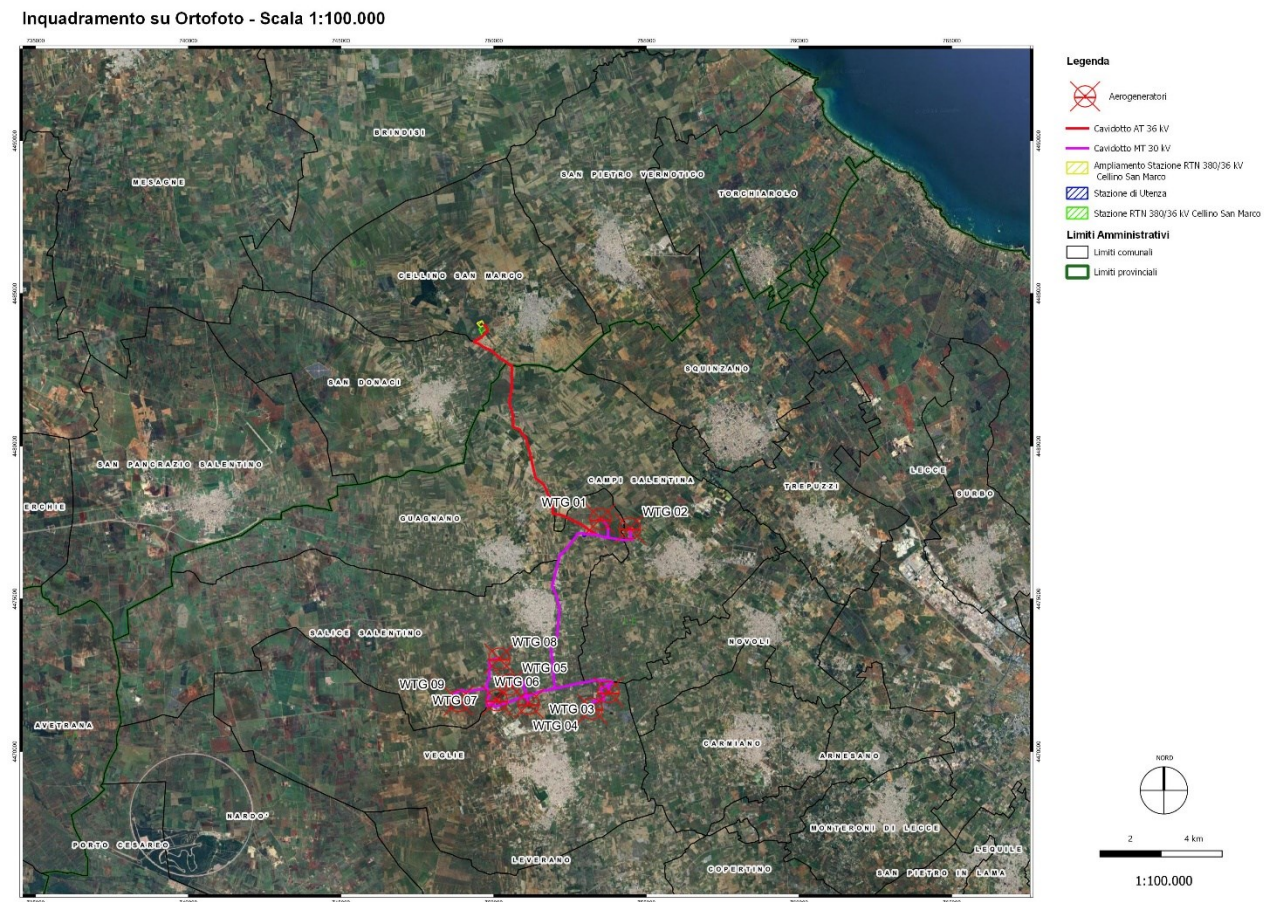 Inquadramento su Ortofoto - Scala 1:100.000
BRINDISI
MESAGNE
SAN PIETRO VERNOTICO
TORCHIAROLO
CELLINO SAN MARCO
SAN DONACI
SQUINZANO
SAN PANCRAZIO SALENTINO
ERCHIE
CAMPI SALENTINA
TREPUZZI
LECCE
SURBO
WTG 01
WTG 02
GUAGNANO
SALICE SALENTINO
NOVOLI
WTG 08
WTG 05
WTG 09
WTG 06
WTG 07
WTG 03
WTG 04
AVETRANA
VEGLIE
CARMIANO
ARNESANO
NARDO'
PORTO CESAREO
MONTERONI DI LECCE
LEVERANO
COPERTINO
LEQUILE
SAN PIETRO IN LAMA
Legenda
Aerogeneratori
Cavidotto AT 36 kV
Cavidotto MT 30 kV
Ampliamento Stazione RTN 380/36 kV
Cellino San Marco
Stazione di Utenza
Stazione RTN 380/36 kV Cellino San Marco
Limiti Amministrativi
Limiti comunali
Limiti provinciali
NORD
2 4 km
1:100.000